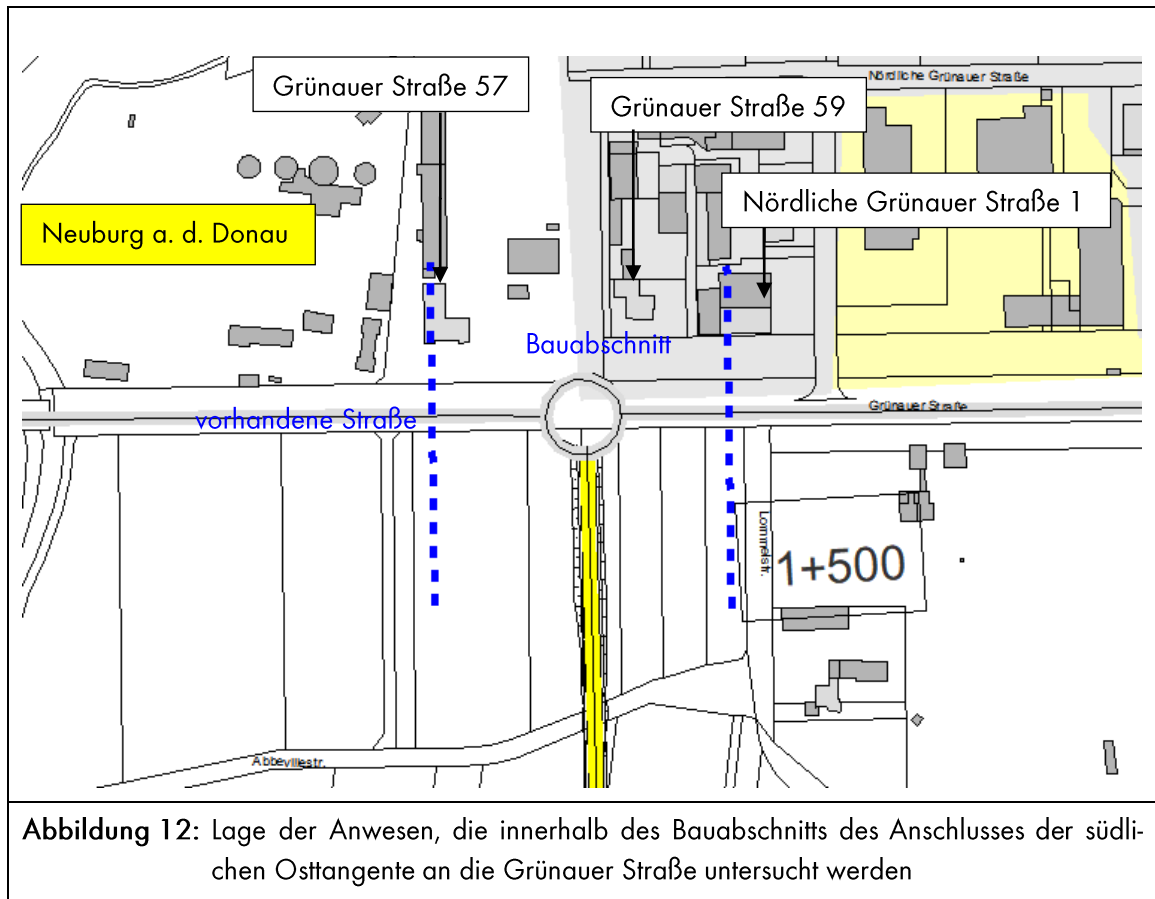 Nördliche Grünauer Straße
Grünauer Straße 57
Grünauer Straße 59
Nördliche Grünauer Straße 1
Neuburg a. d. Donau
Bauabschnitt
vorhandene Straße
Grünauer Straße
Lommelstr.
1+500
Abbevillestr.
Abbildung 12: Lage der Anwesen, die innerhalb des Bauabschnitts des Anschlusses der südli-
chen Osttangente an die Grünauer Straße untersucht werden